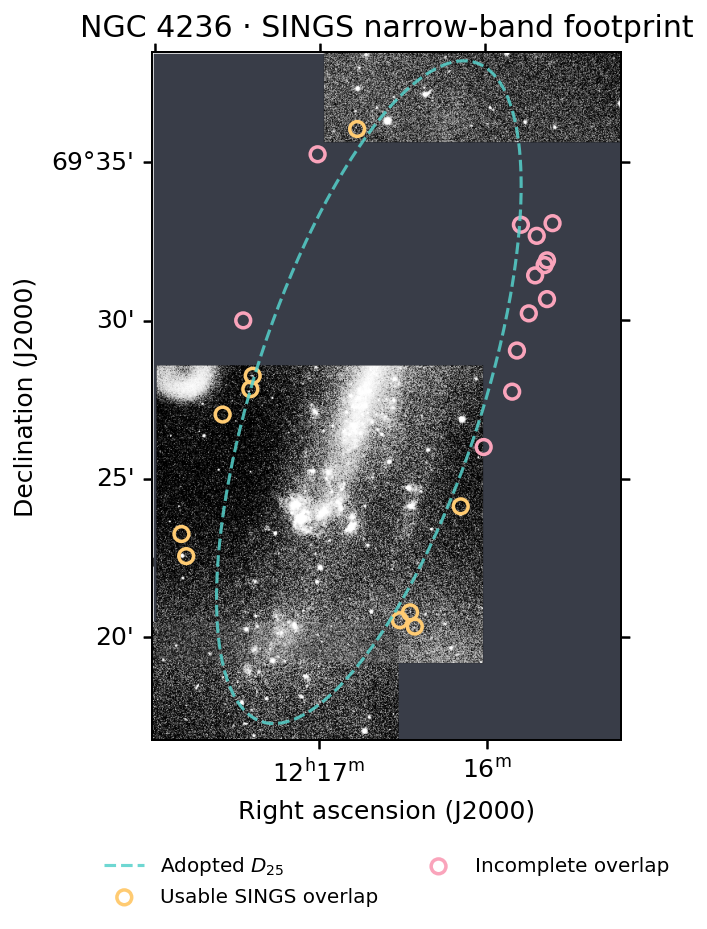 NGC 4236 · SINGS narrow-band footprint
69°35'
30'
25'
20'
Declination (J2000)
12ʰ17ᵐ
16ᵐ
Right ascension (J2000)
Adopted D₂₅
Incomplete overlap
Usable SINGS overlap